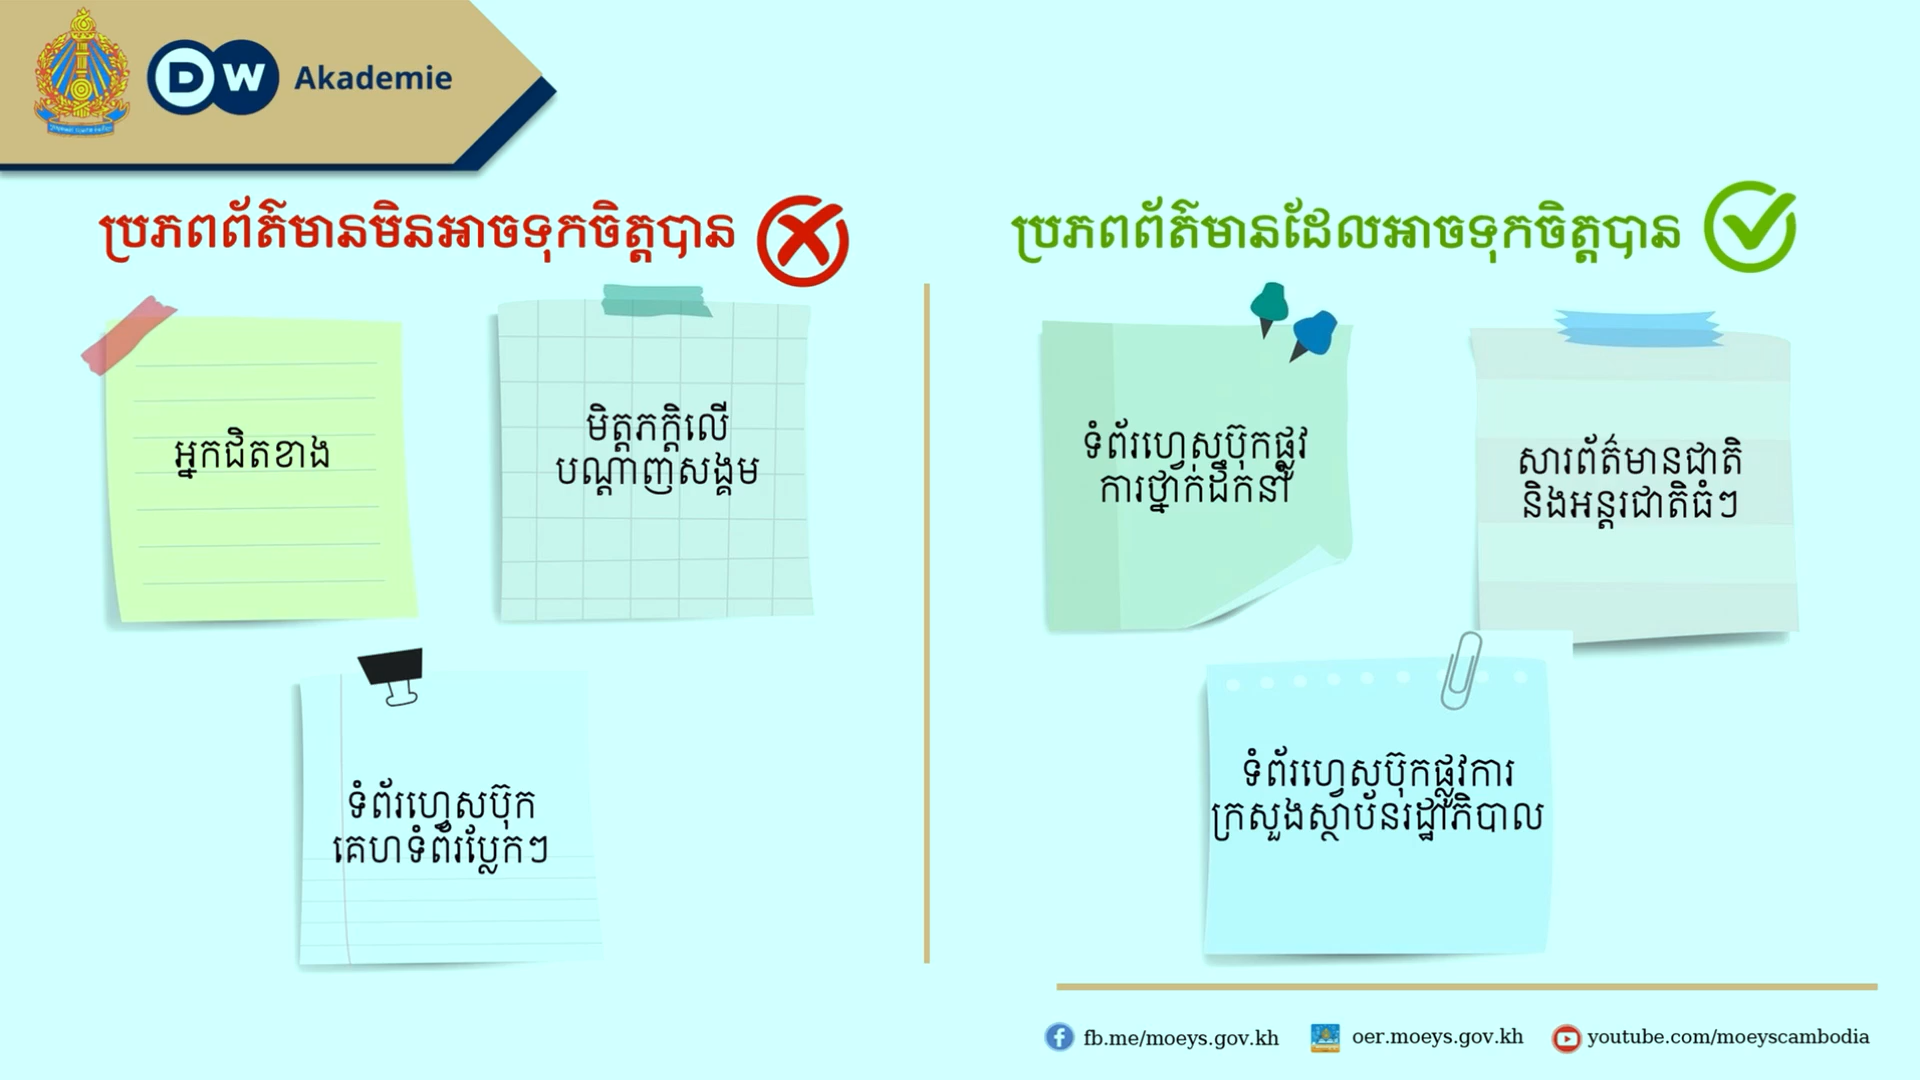 DW Akademie
ប្រភពព័ត៌មានមិនអាចទុកចិត្តបាន
អ្នកជិតខាង
មិត្តភក្តិលើ
បណ្តាញសង្គម
ទំព័រហ្វេសប៊ុក
គេហទំព័រប្លែកៗ
ប្រភពព័ត៌មានដែលអាចទុកចិត្តបាន
ទំព័រហ្វេសប៊ុកផ្លូវ
ការថ្នាក់ដឹកនាំ
សារព័ត៌មានជាតិ
និងអន្តរជាតិធំៗ
ទំព័រហ្វេសប៊ុកផ្លូវការ
ក្រសួងស្ថាប័នរដ្ឋាភិបាល
fb.me/moeys.gov.kh
oer.moeys.gov.kh
youtube.com/moeyscambodia